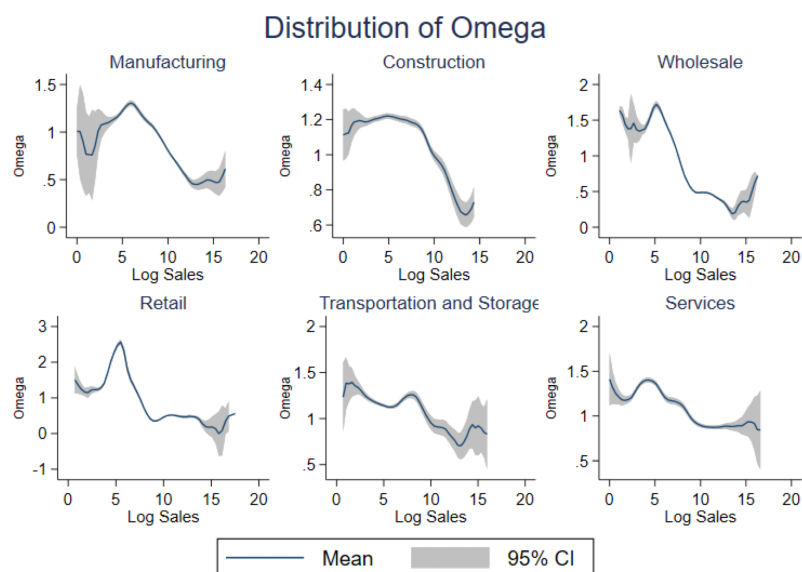 Distribution of Omega
Manufacturing
Construction
Wholesale
1.5
1
.5
0
Omega
0 5 10 15 20
Log Sales
1.4
1.2
1
.8
.6
Omega
0 5 10 15 20
Log Sales
2
1.5
1
.5
0
Omega
0 5 10 15 20
Log Sales
Retail
Transportation and Storage
Services
3
2
1
0
-1
Omega
0 5 10 15 20
Log Sales
2
1.5
1
.5
Omega
0 5 10 15 20
Log Sales
2
1.5
1
.5
Omega
0 5 10 15 20
Log Sales
Mean
95% CI